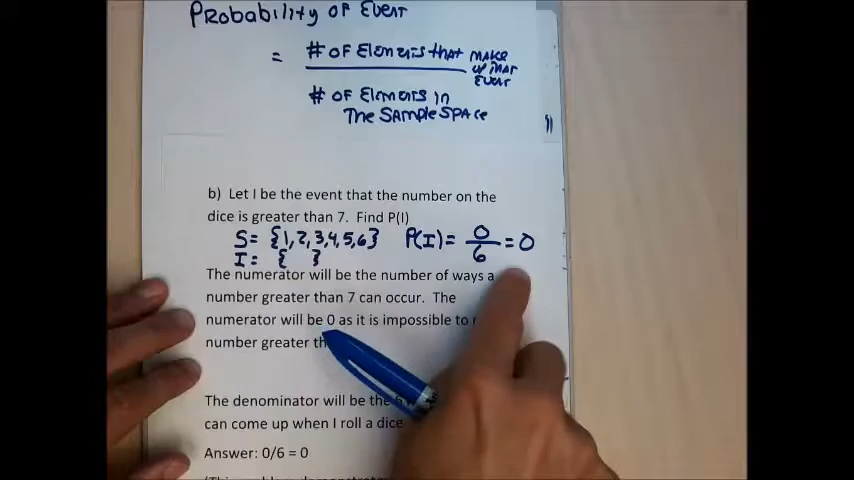 Probability of Event
= # of Elements that make up that Event
# of Elements in
The Sample Space
b) Let I be the event that the number on the
dice is greater than 7. Find P(I)
S= {1,2,3,4,5,6} P(I)= 0/6 =0
I= { }
The numerator will be the number of ways a
number greater than 7 can occur. The
numerator will be 0 as it is impossible to
number greater
The denominator will be the 6
can come up when I roll a dice
Answer: 0/6 = 0